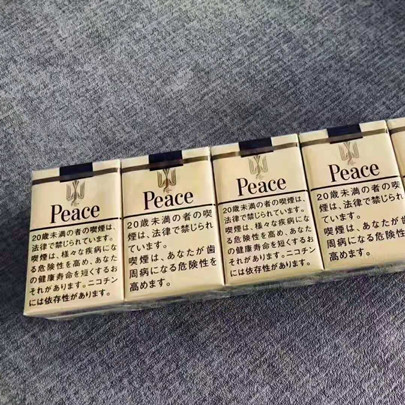 Peace
20歳未満の者の喫煙は、
法律で禁じられています。
喫煙は、様々な疾病にな
る危険性を高め、あなた
の健康寿命を短くするお
それがあります。ニコチン
には依存性があります。
Peace
20歳未満の者の喫
煙は、法律で禁じられ
ています。
喫煙は、あなたが歯
周病になる危険性を
高めます。
Peace
20歳未満の者の喫煙は、
法律で禁じられています。
喫煙は、様々な疾病にな
る危険性を高め、あなた
の健康寿命を短くするお
それがあります。ニコチン
には依存性があります。
Peace
20歳未満の者の喫
煙は、法律で禁じられ
ています。
喫煙は、あなたが歯
周病になる危険性を
高めます。